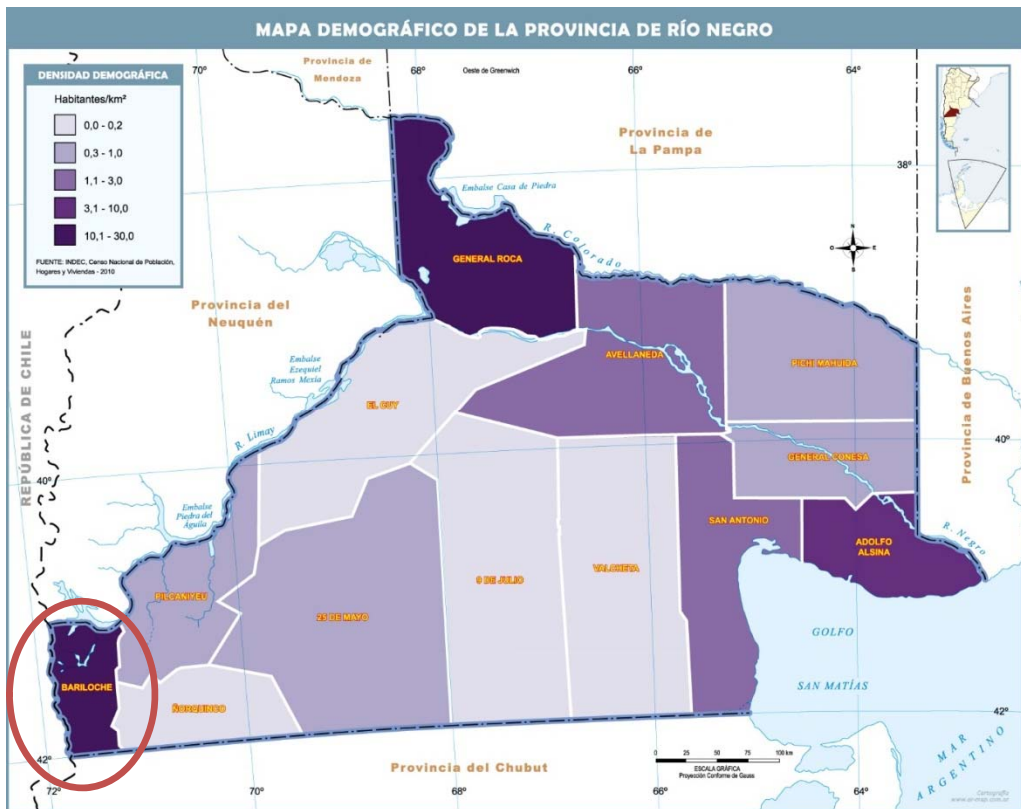 MAPA DEMOGRÁFICO DE LA PROVINCIA DE RÍO NEGRO
DENSIDAD DEMOGRÁFICA
Habitantes/km²
0,0 - 0,2
0,3 - 1,0
1,1 - 3,0
3,1 - 10,0
10,1 - 30,0
FUENTE: INDEC, Censo Nacional de Población,
Hogares y Viviendas - 2010
70°
Provincia de
Mendoza
68°
Oeste de Greenwich
66°
64°
Provincia de
La Pampa
38°
Embalse Casa de Piedra
R. Colorado
GENERAL ROCA
N
O
E
S
Provincia del
Neuquén
REPÚBLICA DE CHILE
Provincia de Buenos Aires
Embalse
Ezequiel
Ramos Mexía
AVELLANEDA
PICHI MAHUIDA
EL CUY
R. Limay
40°
40°
GENERAL CONESA
Embalse
Piedra del
Águila
SAN ANTONIO
ADOLFO
ALSINA
R. Negro
9 DE JULIO
VALCHETA
PILCANIYEU
25 DE MAYO
GOLFO
SAN MATÍAS
BARILOCHE
ÑORQUINCO
42°
42°
MAR
ARGENTINO
Provincia del Chubut
0 25 50 75 100 km
ESCALA GRÁFICA
Proyección Conforme de Gauss
72°
70°
68°
66°
64°
Cartografía
www.argmap.com.ar